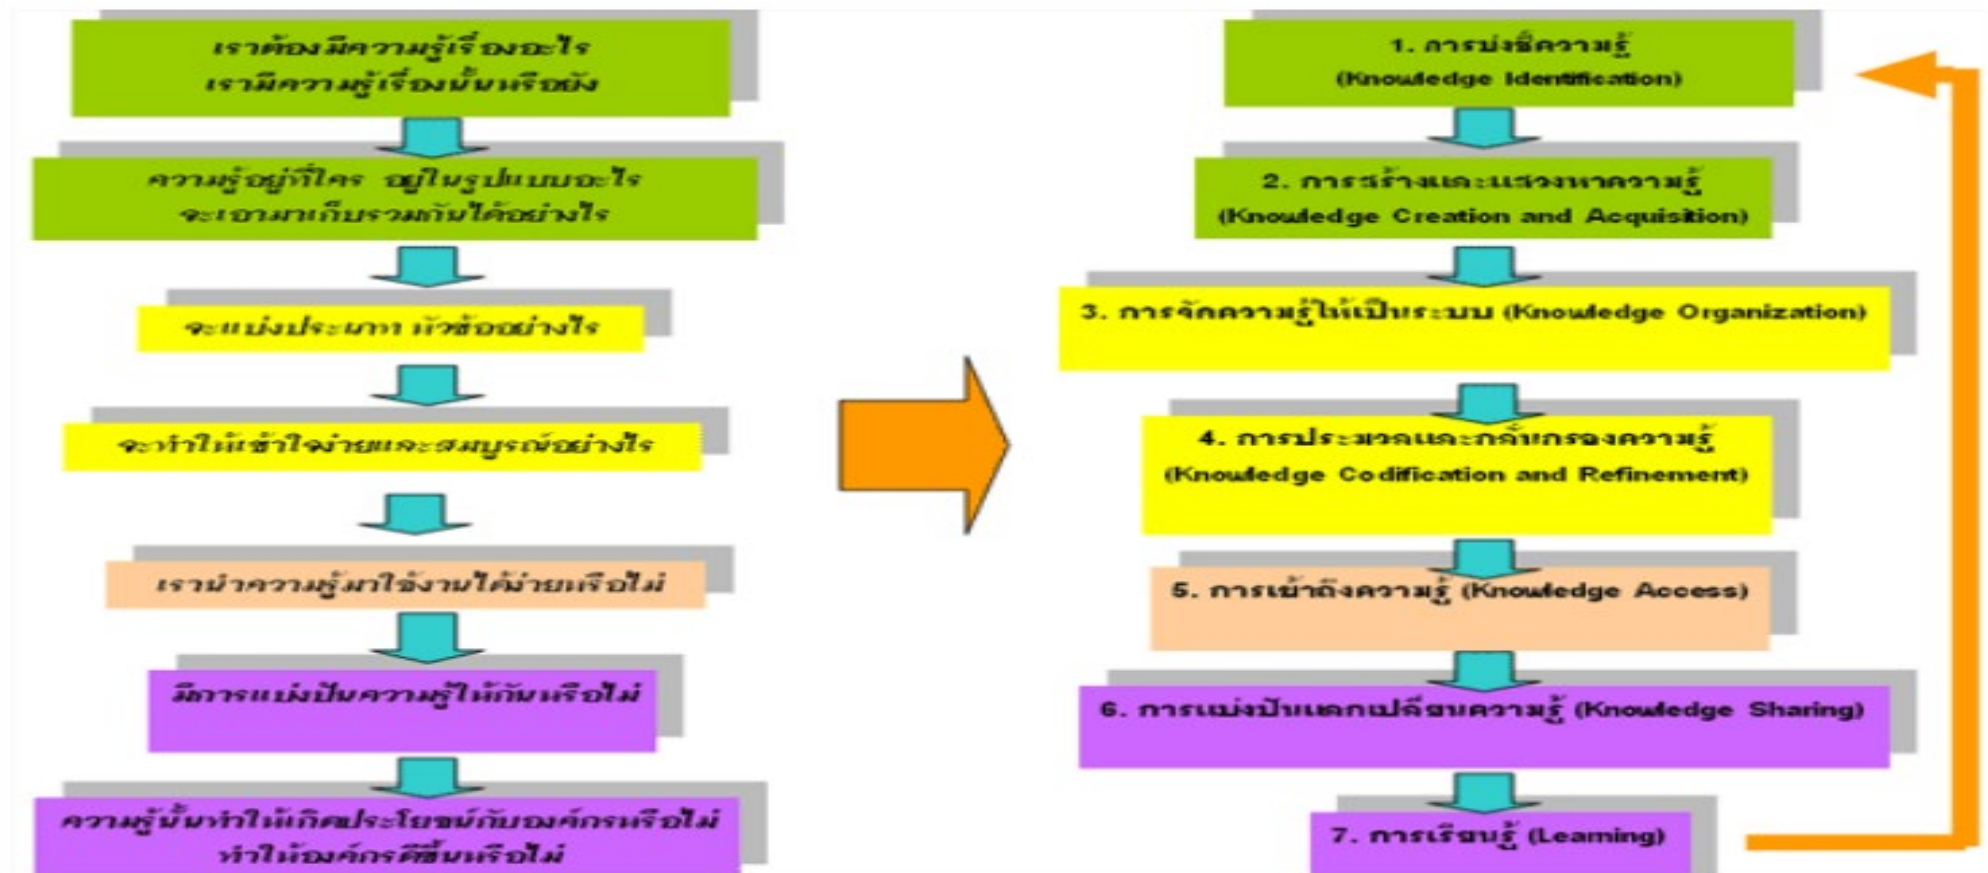 เราต้องมีความรู้เรื่องอะไร
เรามีความรู้เรื่องนั้นหรือยัง
ความรู้อยู่ที่ใคร อยู่ในรูปแบบอะไร
จะเอามาเก็บรวมกันได้อย่างไร
จะแบ่งประเภท หัวข้ออย่างไร
จะทำให้เข้าใจง่ายและสมบูรณ์อย่างไร
เรานำความรู้มาใช้งานได้ง่ายหรือไม่
มีการแบ่งปันความรู้ให้กันหรือไม่
ความรู้นั้นทำให้เกิดประโยชน์กับองค์กรหรือไม่
ทำให้องค์กรดีขึ้นหรือไม่
1. การบ่งชี้ความรู้
(Knowledge Identification)
2. การสร้างและแสวงหาความรู้
(Knowledge Creation and Acquisition)
3. การจัดความรู้ให้เป็นระบบ (Knowledge Organization)
4. การประมวลและกลั่นกรองความรู้
(Knowledge Codification and Refinement)
5. การเข้าถึงความรู้ (Knowledge Access)
6. การแบ่งปันแลกเปลี่ยนความรู้ (Knowledge Sharing)
7. การเรียนรู้ (Learning)